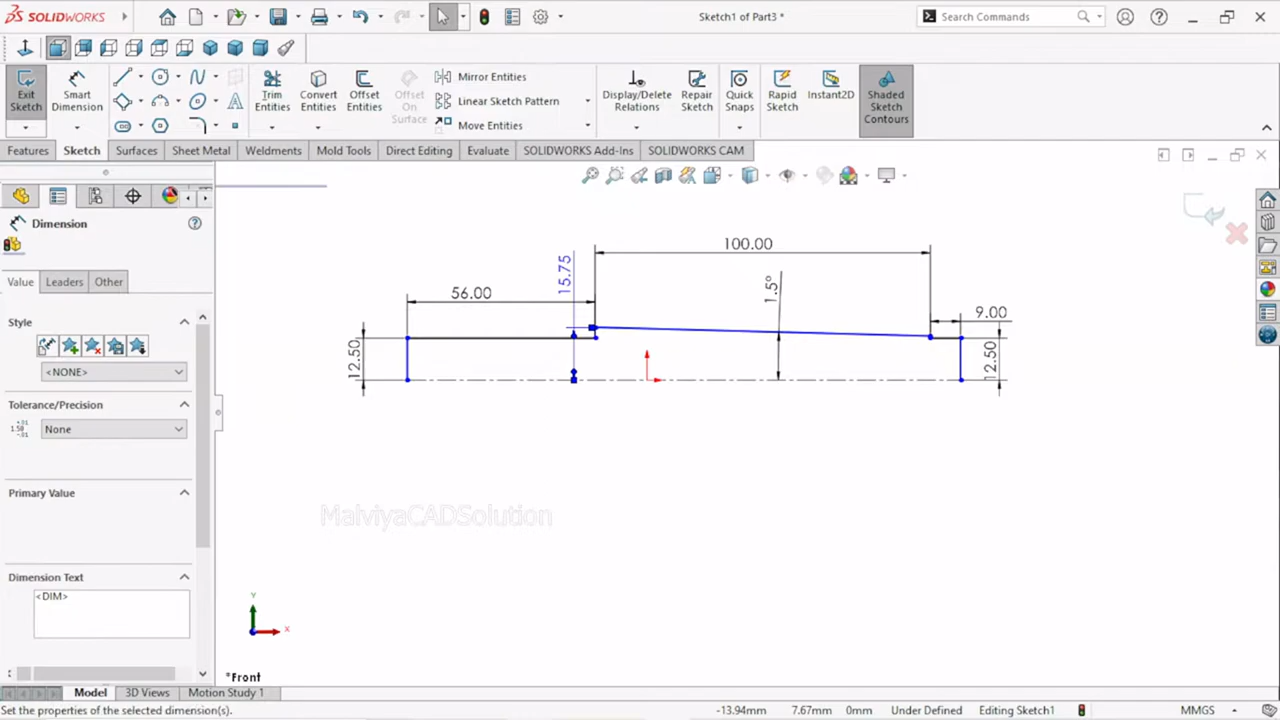 SOLIDWORKS
Sketch1 of Part3 *
Search Commands
Exit Sketch
Smart Dimension
Trim Entities
Convert Entities
Offset Entities
Offset On Surface
Mirror Entities
Linear Sketch Pattern
Move Entities
Display/Delete Relations
Repair Sketch
Quick Snaps
Rapid Sketch
Instant2D
Shaded Sketch Contours
Features
Sketch
Surfaces
Sheet Metal
Weldments
Mold Tools
Direct Editing
Evaluate
SOLIDWORKS Add-Ins
SOLIDWORKS CAM
Dimension
Value
Leaders
Other
Style
<NONE>
Tolerance/Precision
None
Primary Value
Dimension Text
<DIM>
100.00
56.00
15.75
1.5°
9.00
12.50
12.50
MalviyaCADSolution
Y
X
*Front
Model
3D Views
Motion Study 1
Set the properties of the selected dimension(s).
-13.94mm
7.67mm
0mm
Under Defined
Editing Sketch1
MMGS